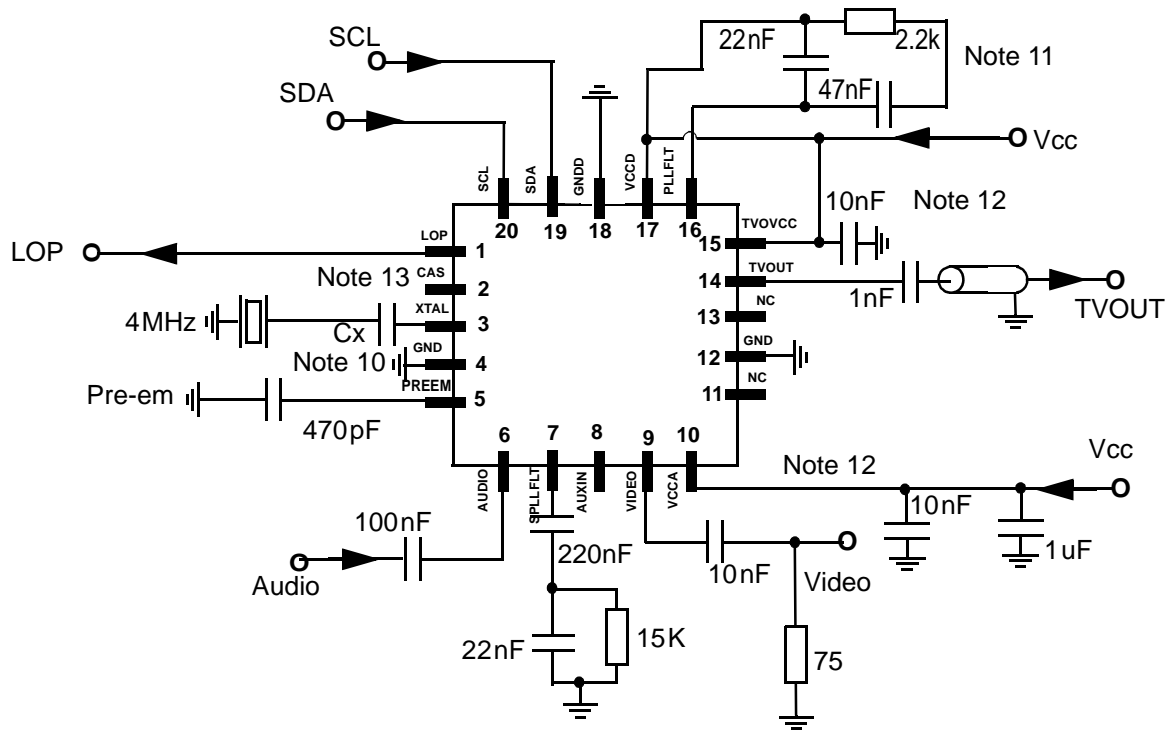 SCL
22nF
2.2k
Note 11
SDA
47nF
Vcc
SCL
SDA
GNDD
VCCD
PLLFLT
10nF
Note 12
20
19
18
17
16
LOP
LOP
1
15
TVOVCC
Note 13
CAS
2
14
TVOUT
1nF
TVOUT
4MHz
Cx
XTAL
3
13
NC
Note 10
GND
4
12
GND
Pre-em
470pF
PREEM
5
11
NC
6
7
8
9
10
AUDIO
SPLLFLT
AUXIN
VIDEO
VCCA
Note 12
Vcc
100nF
10nF
1uF
Audio
220nF
10nF
Video
22nF
15K
75